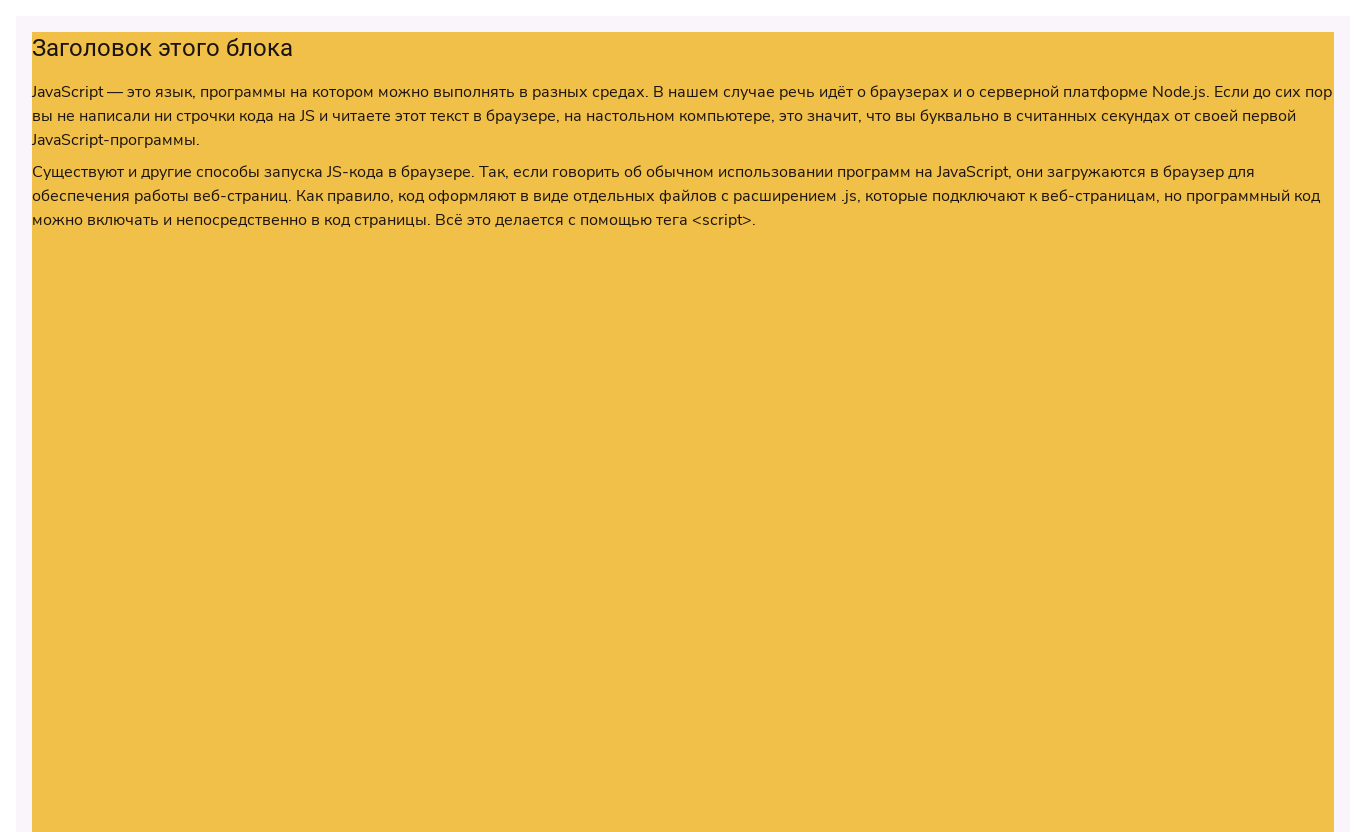 Заголовок этого блока
JavaScript — это язык, программы на котором можно выполнять в разных средах. В нашем случае речь идёт о браузерах и о серверной платформе Node.js. Если до сих пор
вы не написали ни строчки кода на JS и читаете этот текст в браузере, на настольном компьютере, это значит, что вы буквально в считанных секундах от своей первой
JavaScript-программы.
Существуют и другие способы запуска JS-кода в браузере. Так, если говорить об обычном использовании программ на JavaScript, они загружаются в браузер для
обеспечения работы веб-страниц. Как правило, код оформляют в виде отдельных файлов с расширением .js, которые подключают к веб-страницам, но программный код
можно включать и непосредственно в код страницы. Всё это делается с помощью тега <script>.